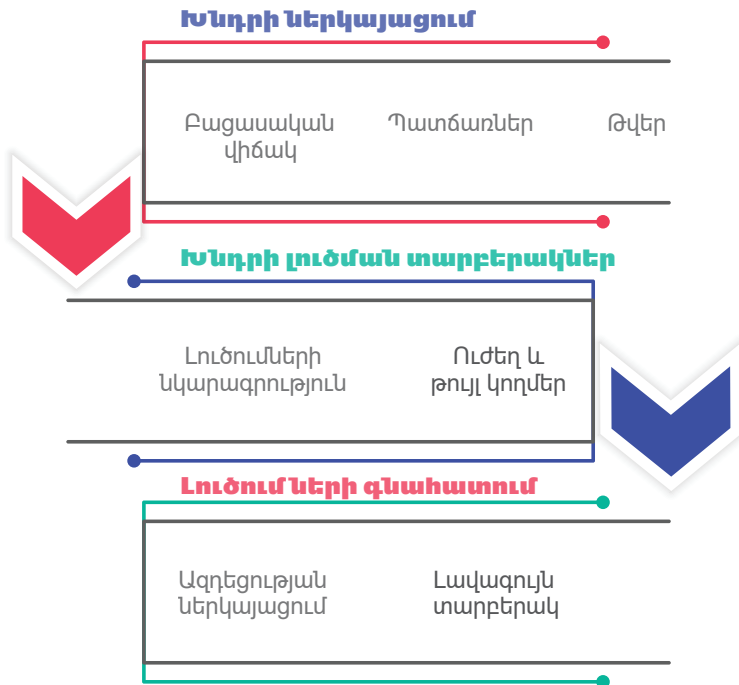 Խնդրի ներկայացում
Բացասական վիճակ
Պատճառներ
Թվեր
Խնդրի լուծման տարբերակներ
Լուծումների նկարագրություն
Ուժեղ և թույլ կողմեր
Լուծումների գնահատում
Ազդեցության ներկայացում
Լավագույն տարբերակ